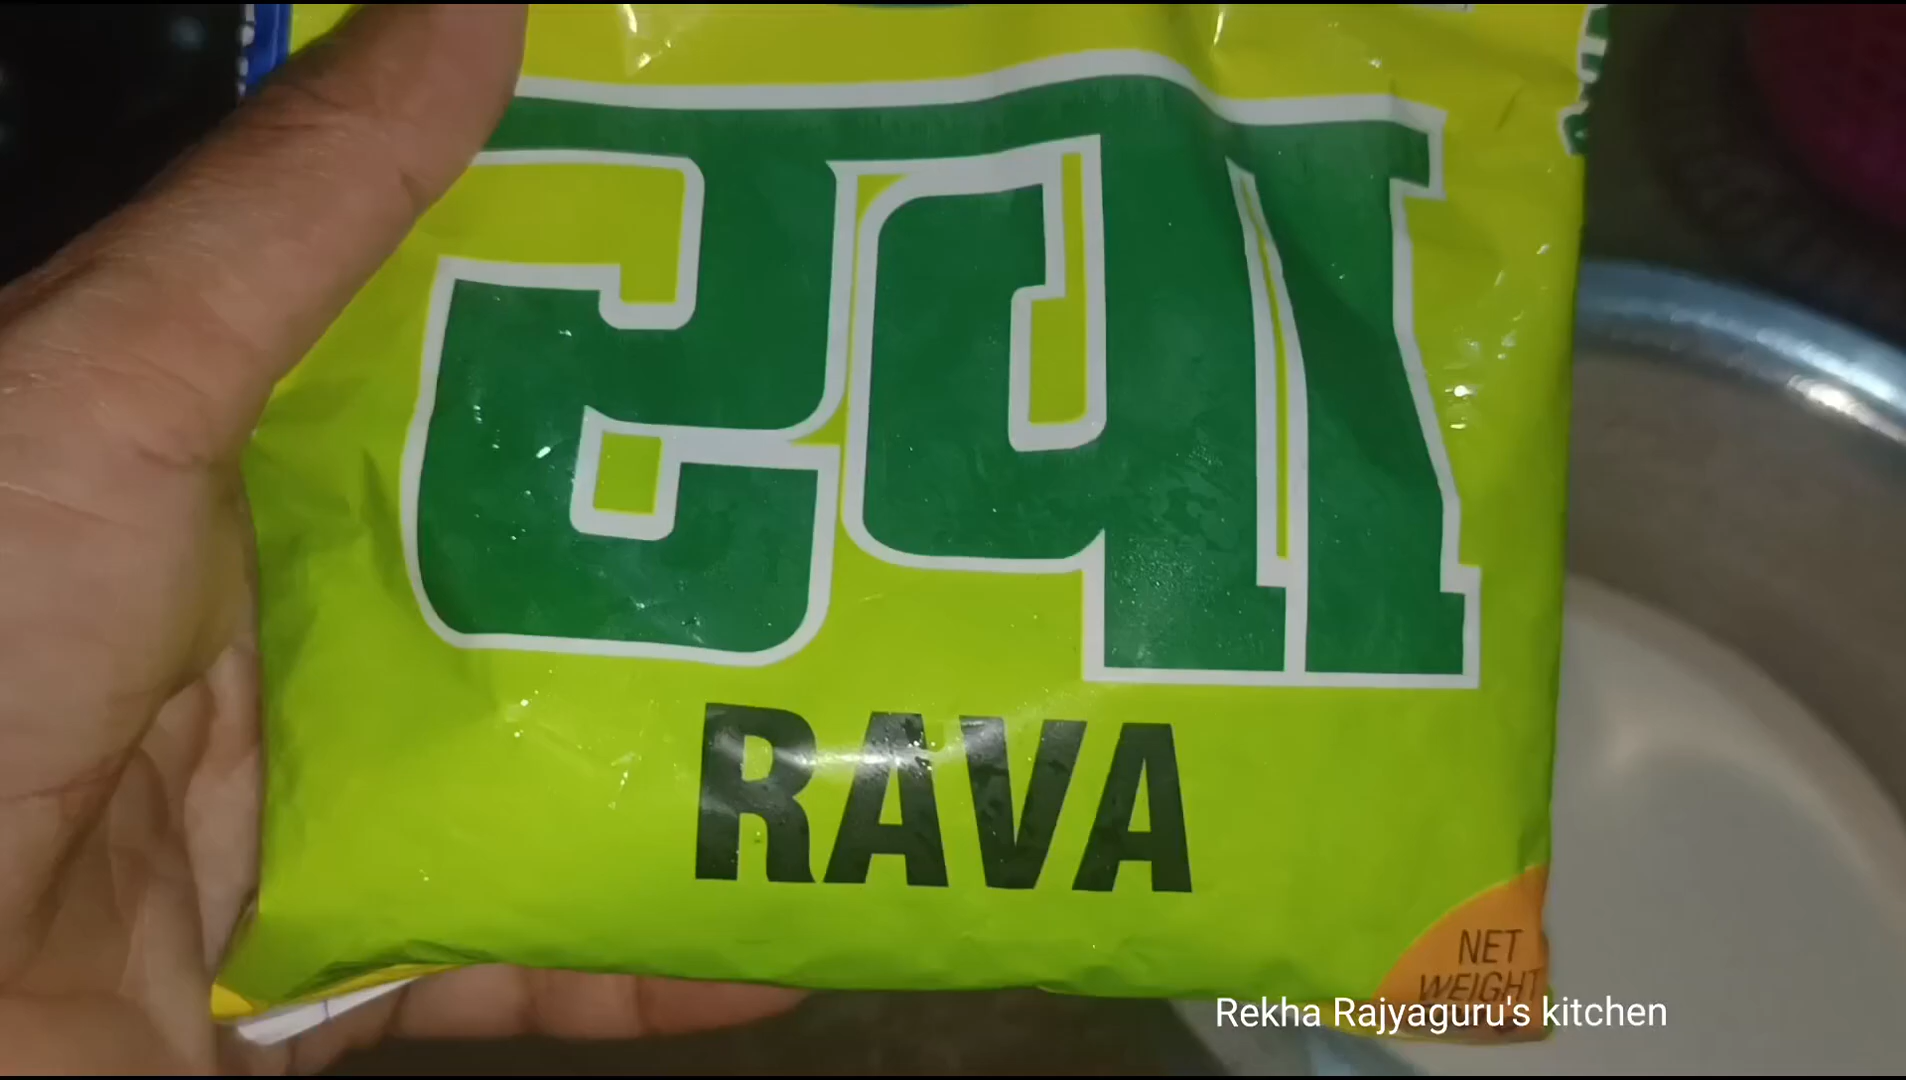 रवा
RAVA
NET
WEIGHT
Rekha Rajyaguru's kitchen